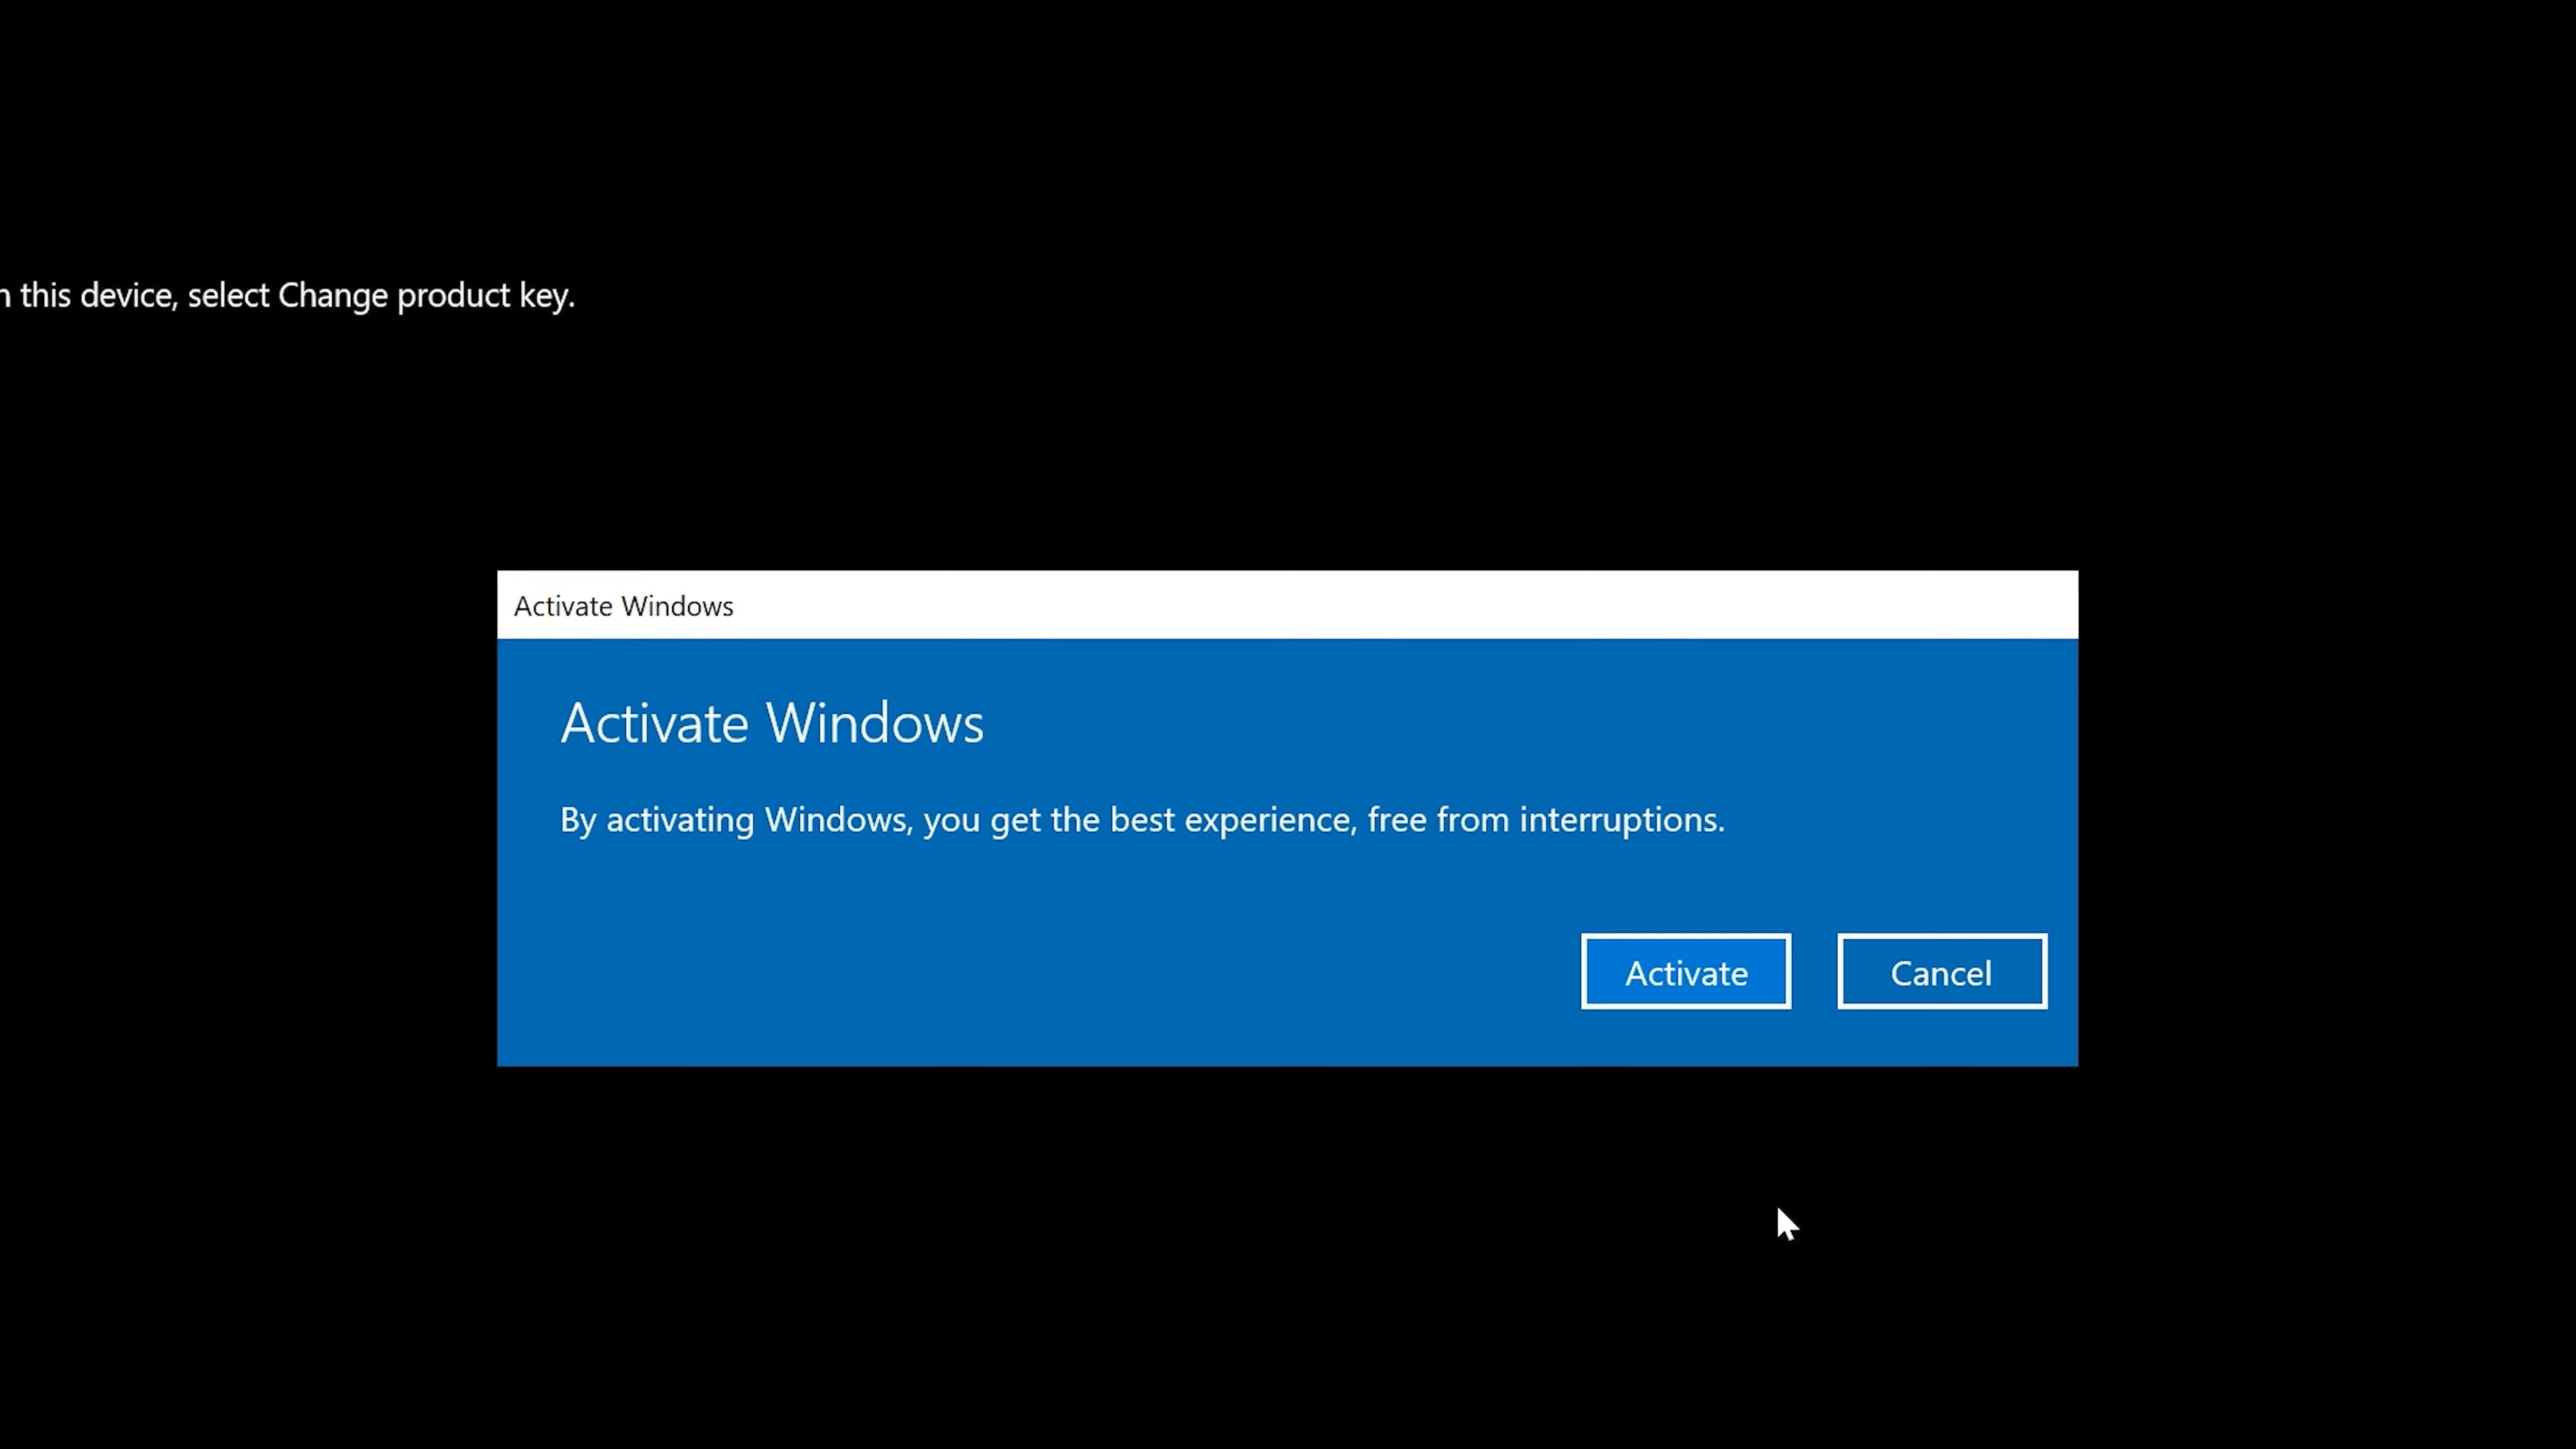 this device, select Change product key.
Activate Windows
Activate Windows
By activating Windows, you get the best experience, free from interruptions.
Activate
Cancel